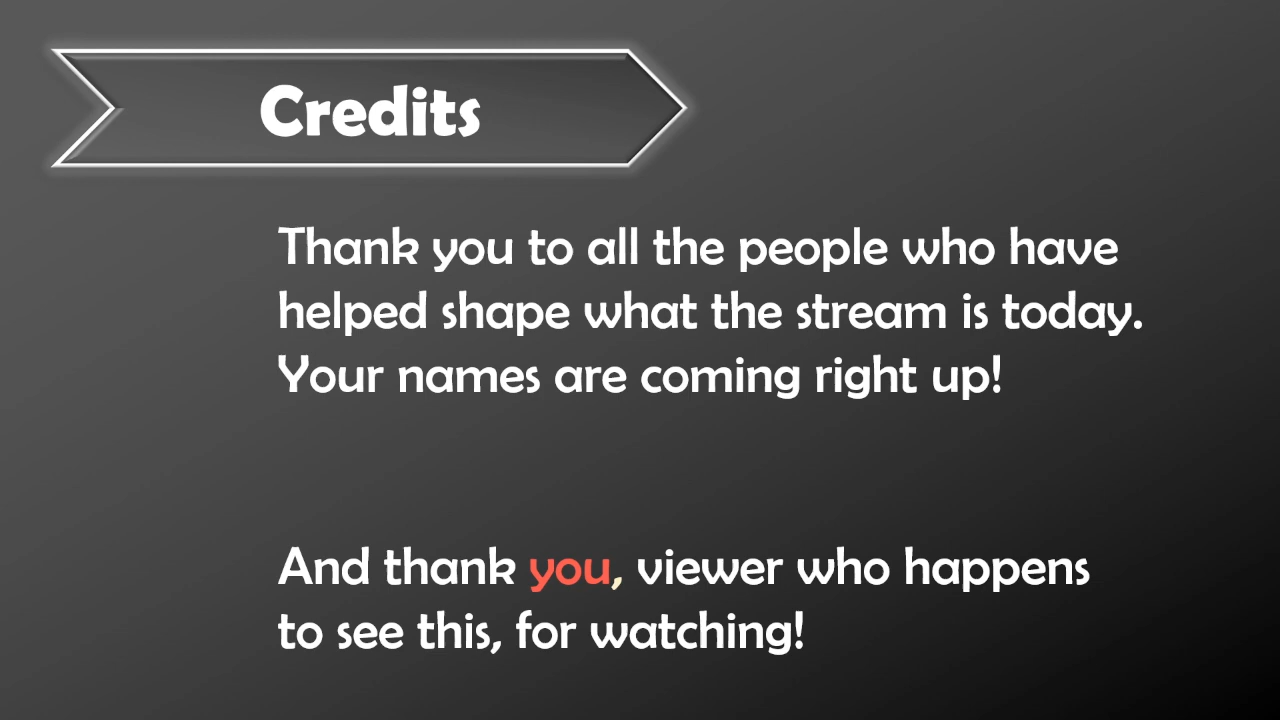 Credits
Thank you to all the people who have
helped shape what the stream is today.
Your names are coming right up!
And thank you, viewer who happens
to see this, for watching!